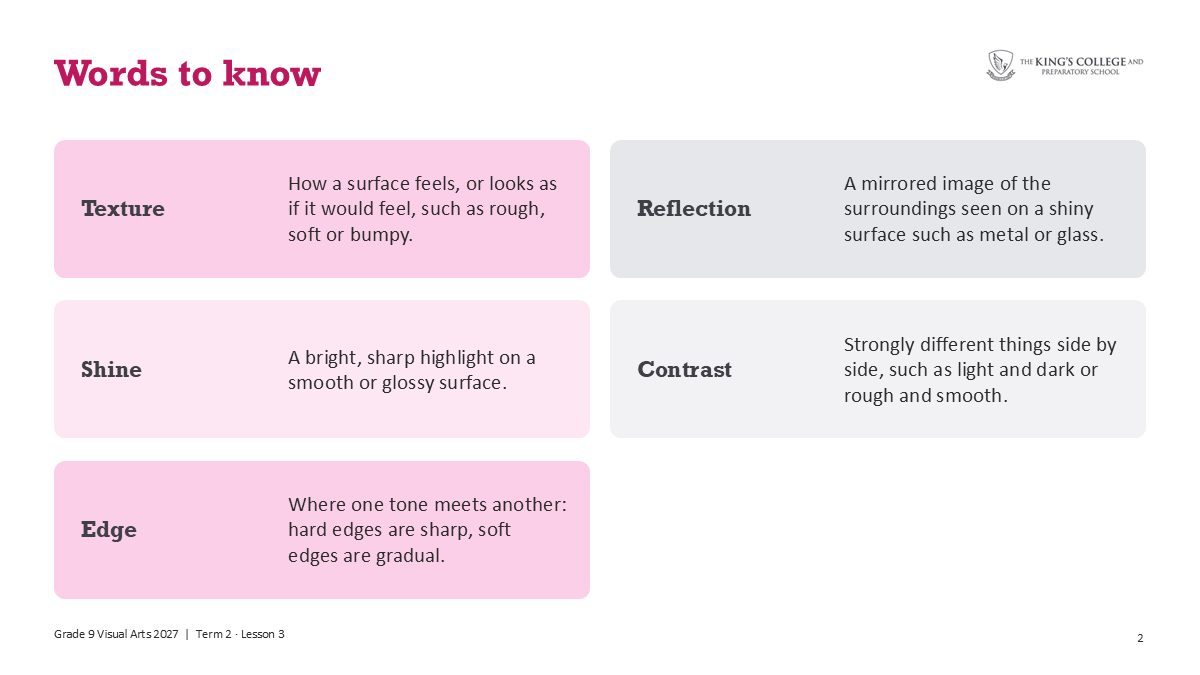 Words to know
THE KING'S COLLEGE AND
PREPARATORY SCHOOL
Texture
How a surface feels, or looks as
if it would feel, such as rough,
soft or bumpy.
Reflection
A mirrored image of the
surroundings seen on a shiny
surface such as metal or glass.
Shine
A bright, sharp highlight on a
smooth or glossy surface.
Contrast
Strongly different things side by
side, such as light and dark or
rough and smooth.
Edge
Where one tone meets another:
hard edges are sharp, soft
edges are gradual.
Grade 9 Visual Arts 2027 | Term 2 · Lesson 3
2